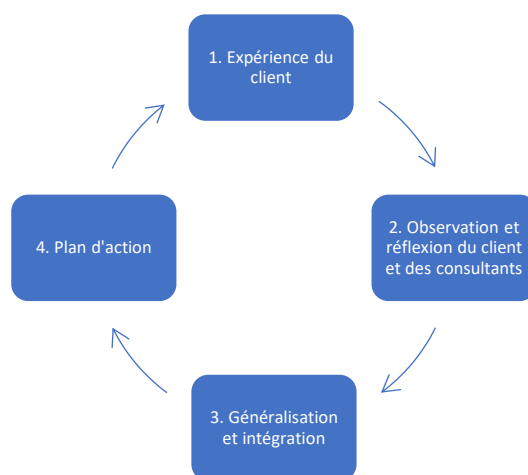 1. Expérience du
client
2. Observation et
réflexion du client
et des consultants
3. Généralisation
et intégration
4. Plan d'action